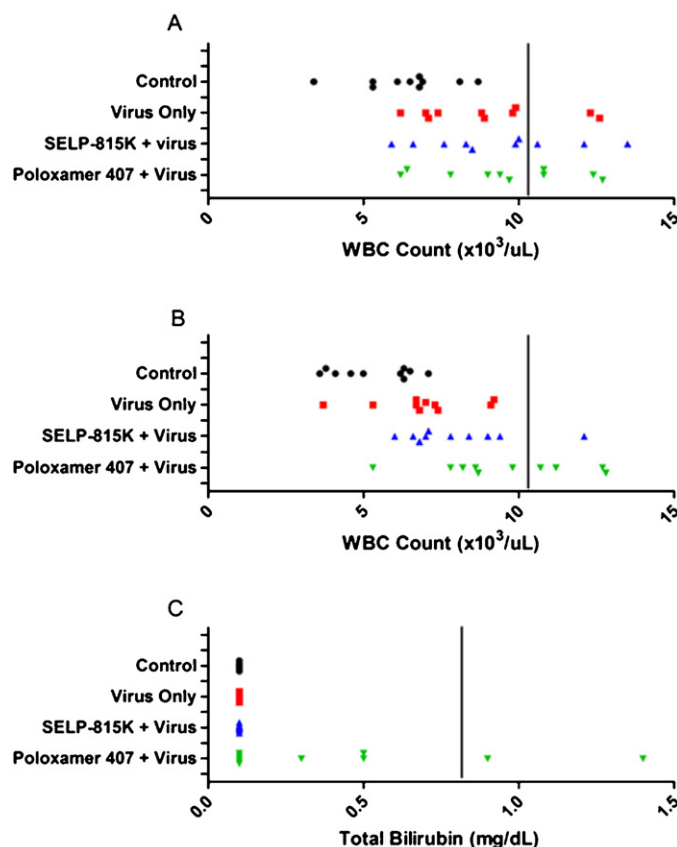 A
Control
Virus Only
SELP-815K + virus
Poloxamer 407 + Virus
0 5 10 15
WBC Count (x10³/uL)
B
Control
Virus Only
SELP-815K + Virus
Poloxamer 407 + Virus
0 5 10 15
WBC Count (x10³/uL)
C
Control
Virus Only
SELP-815K + Virus
Poloxamer 407 + Virus
0.0 0.5 1.0 1.5
Total Bilirubin (mg/dL)